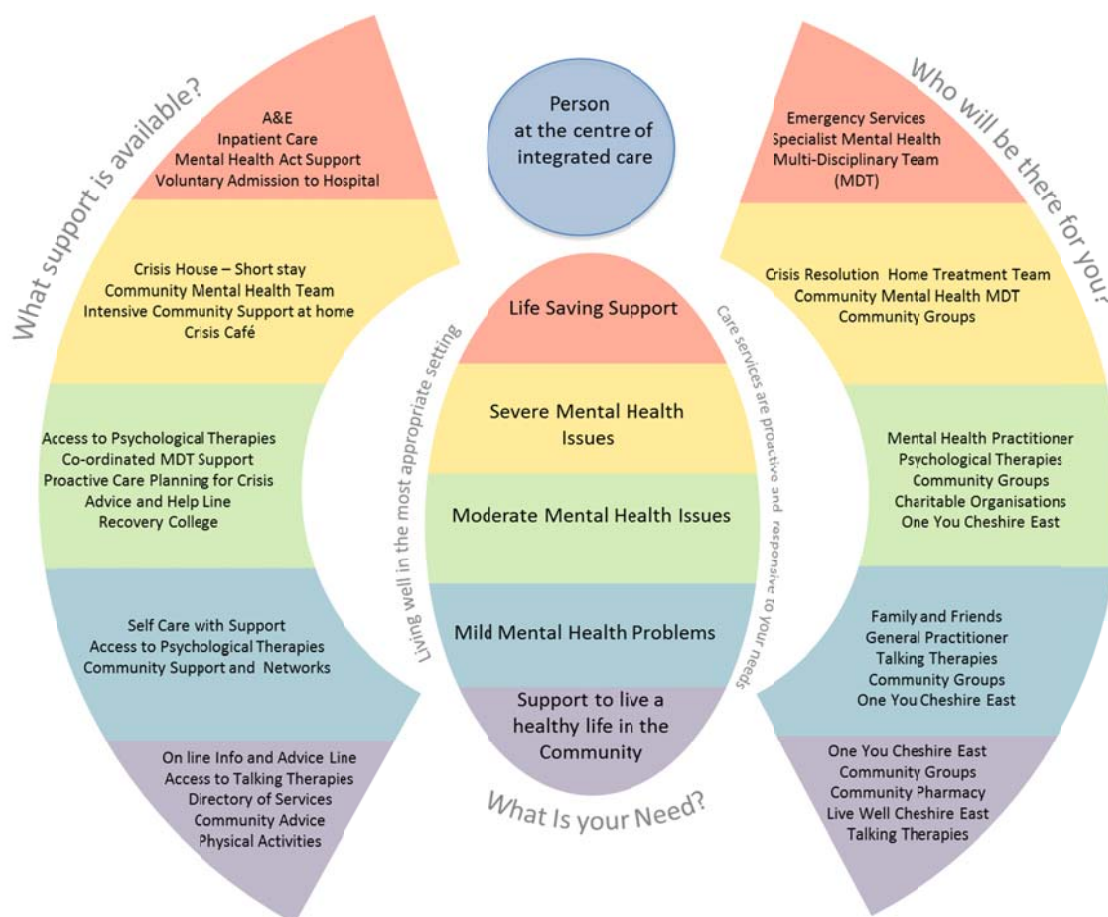 What support is available?
A&E
Inpatient Care
Mental Health Act Support
Voluntary Admission to Hospital
Crisis House – Short stay
Community Mental Health Team
Intensive Community Support at home
Crisis Café
Access to Psychological Therapies
Co-ordinated MDT Support
Proactive Care Planning for Crisis
Advice and Help Line
Recovery College
Self Care with Support
Access to Psychological Therapies
Community Support and Networks
On line Info and Advice Line
Access to Talking Therapies
Directory of Services
Community Advice
Physical Activities
Person
at the centre of
integrated care
Living well in the most appropriate setting
Life Saving Support
Severe Mental Health
Issues
Moderate Mental Health Issues
Mild Mental Health Problems
Support to live a
healthy life in the
Community
Care services are proactive and responsive to your needs
What Is your Need?
Who will be there for you?
Emergency Services
Specialist Mental Health
Multi-Disciplinary Team
(MDT)
Crisis Resolution Home Treatment Team
Community Mental Health MDT
Community Groups
Mental Health Practitioner
Psychological Therapies
Community Groups
Charitable Organisations
One You Cheshire East
Family and Friends
General Practitioner
Talking Therapies
Community Groups
One You Cheshire East
One You Cheshire East
Community Groups
Community Pharmacy
Live Well Cheshire East
Talking Therapies